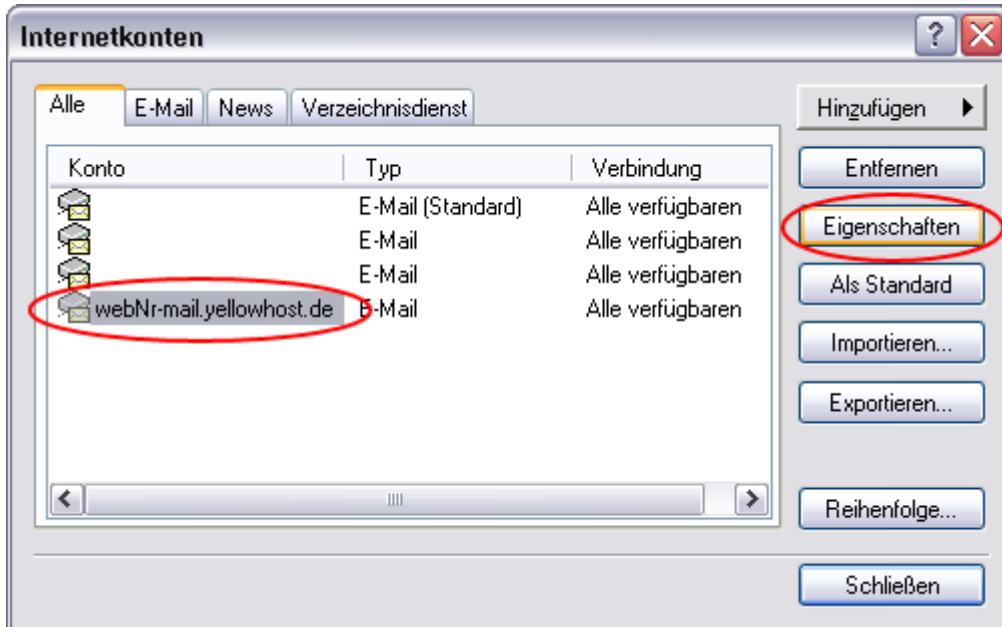 Internetkonten
Alle E-Mail News Verzeichnisdienst
Konto Typ Verbindung
E-Mail (Standard) Alle verfügbaren
E-Mail Alle verfügbaren
E-Mail Alle verfügbaren
webNr-mail.yellowhost.de E-Mail Alle verfügbaren
Hinzufügen
Entfernen
Eigenschaften
Als Standard
Importieren...
Exportieren...
Reihenfolge...
Schließen